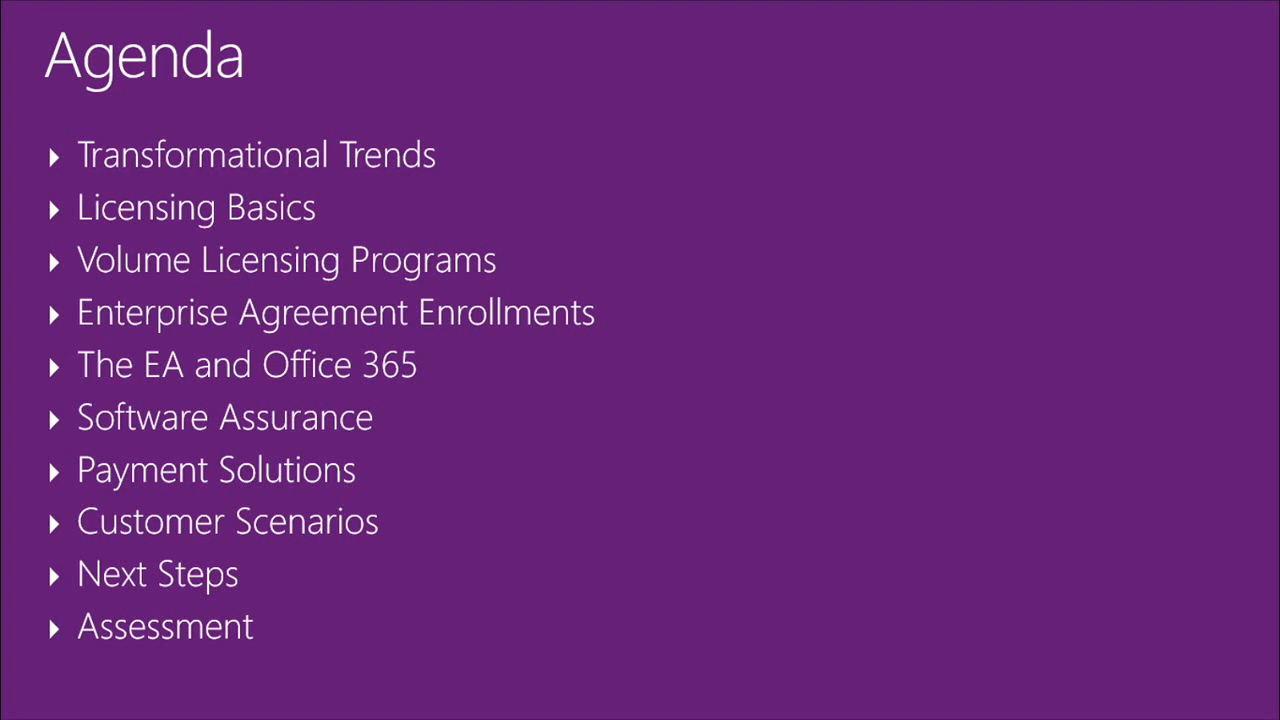 Agenda
Transformational Trends
Licensing Basics
Volume Licensing Programs
Enterprise Agreement Enrollments
The EA and Office 365
Software Assurance
Payment Solutions
Customer Scenarios
Next Steps
Assessment